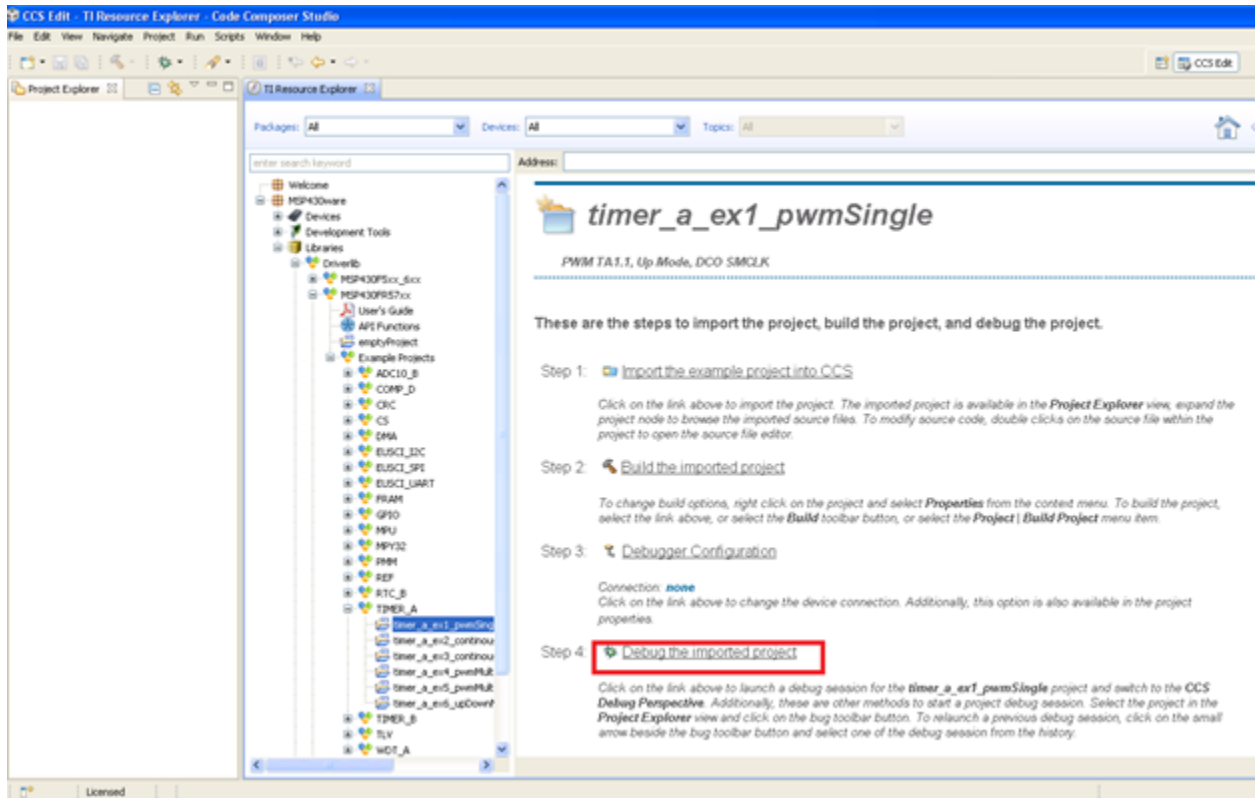 CCS Edit - TI Resource Explorer - Code Composer Studio
File Edit View Navigate Project Run Scripts Window Help
CCS Edit
Project Explorer
TI Resource Explorer
Packages: All Devices: All Topics: All
enter search keyword
Address:
Welcome
MSP430ware
Devices
Development Tools
Libraries
Driverlib
MSP430F5xx_6xx
MSP430FR57xx
User's Guide
API Functions
emptyProject
Example Projects
ADC10_B
COMP_D
CRC
CS
DMA
EUSCI_I2C
EUSCI_SPI
EUSCI_UART
FRAM
GPIO
MPU
MPY32
PMM
REF
RTC_B
TIMER_A
timer_a_ex1_pwmSing
timer_a_ex2_continou
timer_a_ex3_continou
timer_a_ex4_pwmMult
timer_a_ex5_pwmMult
timer_a_ex6_upDown
TIMER_B
TLV
WDT_A
timer_a_ex1_pwmSingle
PWM TA1.1, Up Mode, DCO SMCLK
These are the steps to import the project, build the project, and debug the project.
Step 1: Import the example project into CCS
Click on the link above to import the project. The imported project is available in the Project Explorer view, expand the
project node to browse the imported source files. To modify source code, double clicks on the source file within the
project to open the source file editor.
Step 2: Build the imported project
To change build options, right click on the project and select Properties from the context menu. To build the project,
select the link above, or select the Build toolbar button, or select the Project | Build Project menu item.
Step 3: Debugger Configuration
Connection: none
Click on the link above to change the device connection. Additionally, this option is also available in the project
properties.
Step 4: Debug the imported project
Click on the link above to launch a debug session for the timer_a_ex1_pwmSingle project and switch to the CCS
Debug Perspective. Additionally, these are other methods to start a project debug session. Select the project in the
Project Explorer view and click on the bug toolbar button. To relaunch a previous debug session, click on the small
arrow beside the bug toolbar button and select one of the debug session from the history.
Licensed